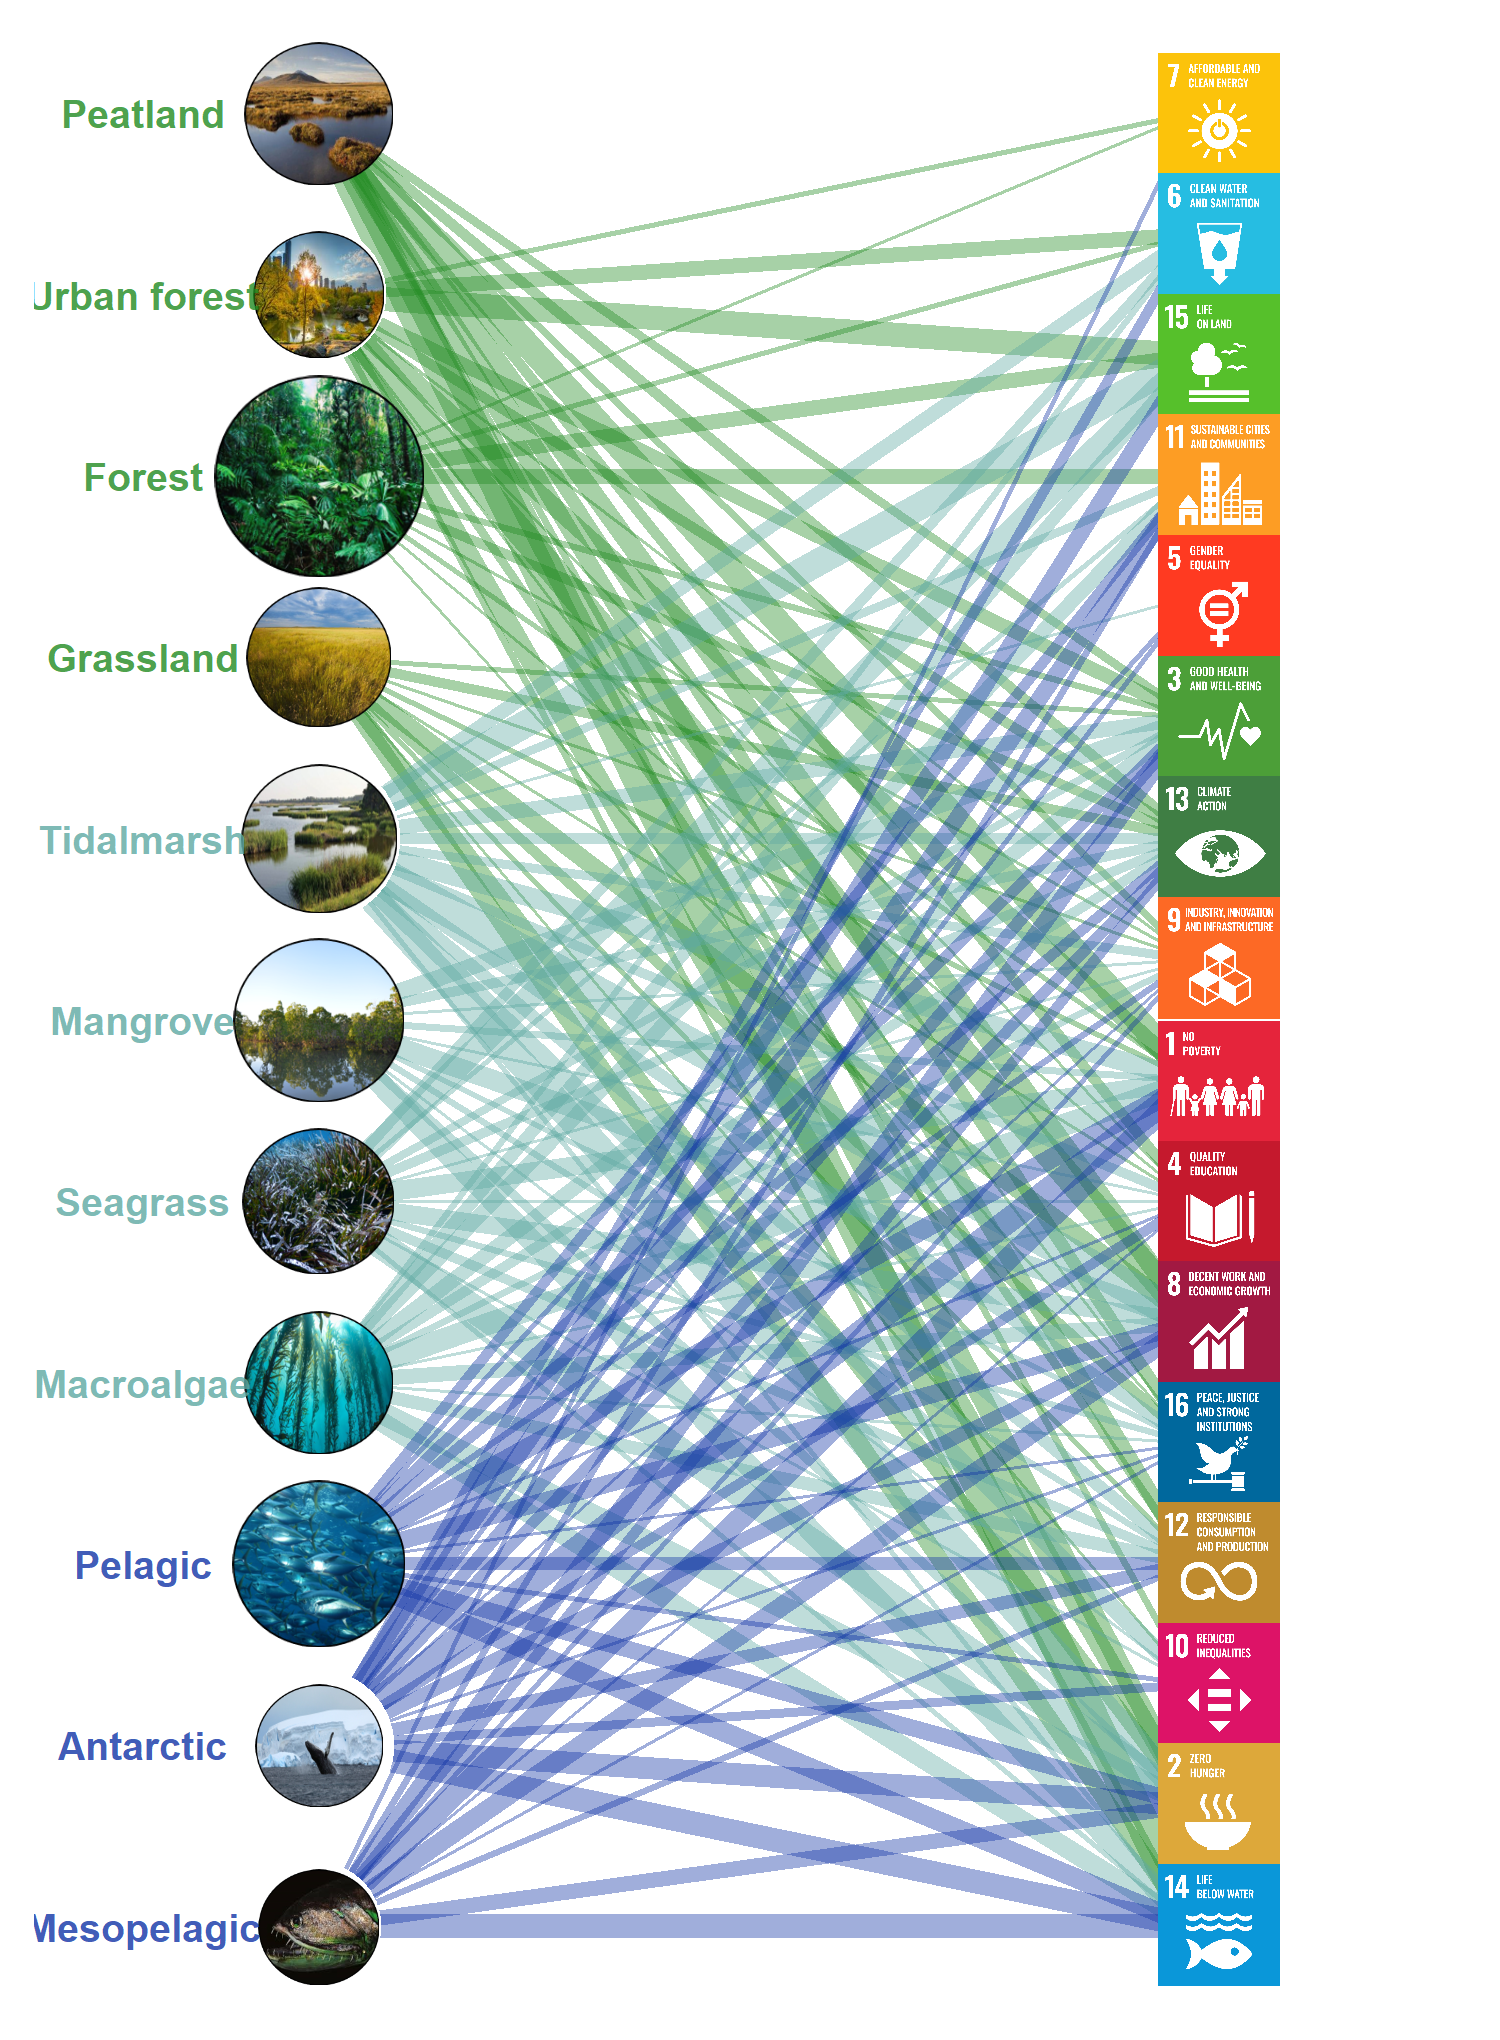 Peatland
Urban forest
Forest
Grassland
Tidalmarsh
Mangrove
Seagrass
Macroalgae
Pelagic
Antarctic
Mesopelagic
7 AFFORDABLE AND
CLEAN ENERGY
6 CLEAN WATER
AND SANITATION
15 LIFE
ON LAND
11 SUSTAINABLE CITIES
AND COMMUNITIES
5 GENDER
EQUALITY
3 GOOD HEALTH
AND WELL-BEING
13 CLIMATE
ACTION
9 INDUSTRY, INNOVATION
AND INFRASTRUCTURE
1 NO
POVERTY
4 QUALITY
EDUCATION
8 DECENT WORK AND
ECONOMIC GROWTH
16 PEACE, JUSTICE
AND STRONG
INSTITUTIONS
12 RESPONSIBLE
CONSUMPTION
AND PRODUCTION
10 REDUCED
INEQUALITIES
2 ZERO
HUNGER
14 LIFE
BELOW WATER